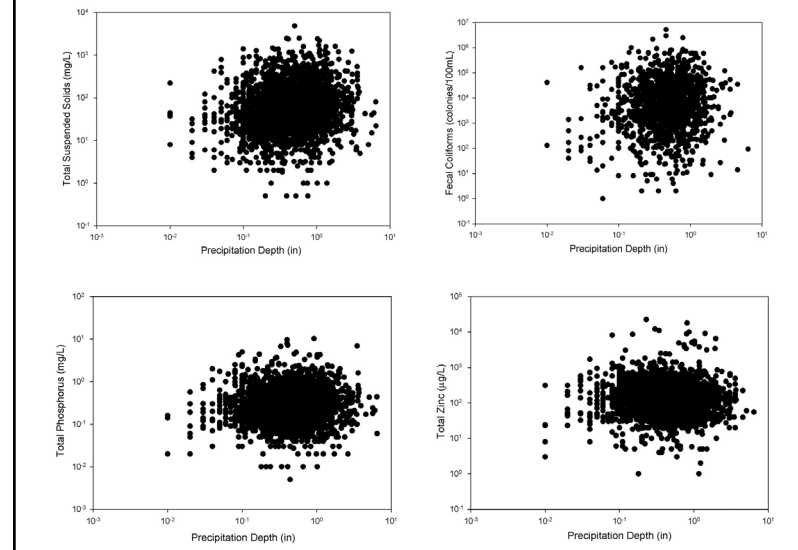 10⁴
10³
10²
10¹
10⁰
10⁻¹
Total Suspended Solids (mg/L)
10⁻³ 10⁻² 10⁻¹ 10⁰ 10¹
Precipitation Depth (in)
10⁷
10⁶
10⁵
10⁴
10³
10²
10¹
10⁰
10⁻¹
Fecal Coliforms (colonies/100mL)
10⁻³ 10⁻² 10⁻¹ 10⁰ 10¹
Precipitation Depth (in)
10²
10¹
10⁰
10⁻¹
10⁻²
10⁻³
Total Phosphorus (mg/L)
10⁻³ 10⁻² 10⁻¹ 10⁰ 10¹
Precipitation Depth (in)
10⁵
10⁴
10³
10²
10¹
10⁰
10⁻¹
Total Zinc (µg/L)
10⁻³ 10⁻² 10⁻¹ 10⁰ 10¹
Precipitation Depth (in)